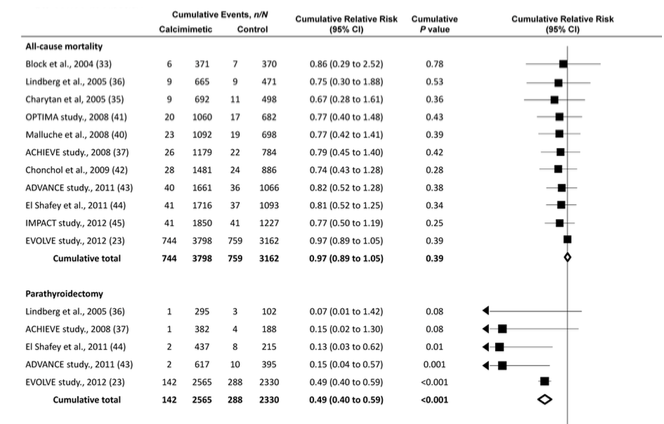 Cumulative Events, n/N Cumulative Relative Risk Cumulative Cumulative Relative Risk
Calcimimetic Control (95% CI) P value (95% CI)
All-cause mortality
Block et al., 2004 (33) 6 371 7 370 0.86 (0.29 to 2.52) 0.78
Lindberg et al., 2005 (36) 9 665 9 471 0.75 (0.30 to 1.88) 0.53
Charytan et al, 2005 (35) 9 692 11 498 0.67 (0.28 to 1.61) 0.36
OPTIMA study., 2008 (41) 20 1060 17 682 0.77 (0.40 to 1.48) 0.43
Malluche et al., 2008 (40) 23 1092 19 698 0.77 (0.42 to 1.41) 0.39
ACHIEVE study., 2008 (37) 26 1179 22 784 0.79 (0.45 to 1.40) 0.42
Chonchol et al., 2009 (42) 28 1481 24 886 0.74 (0.43 to 1.28) 0.28
ADVANCE study., 2011 (43) 40 1661 36 1066 0.82 (0.52 to 1.28) 0.38
El Shafey et al., 2011 (44) 41 1716 37 1093 0.81 (0.52 to 1.25) 0.34
IMPACT study., 2012 (45) 41 1850 41 1227 0.77 (0.50 to 1.19) 0.25
EVOLVE study., 2012 (23) 744 3798 759 3162 0.97 (0.89 to 1.05) 0.39
Cumulative total 744 3798 759 3162 0.97 (0.89 to 1.05) 0.39
Parathyroidectomy
Lindberg et al., 2005 (36) 1 295 3 102 0.07 (0.01 to 1.42) 0.08
ACHIEVE study., 2008 (37) 1 382 4 188 0.15 (0.02 to 1.30) 0.08
El Shafey et al., 2011 (44) 2 437 8 215 0.13 (0.03 to 0.62) 0.01
ADVANCE study., 2011 (43) 2 617 10 395 0.15 (0.04 to 0.57) 0.001
EVOLVE study., 2012 (23) 142 2565 288 2330 0.49 (0.40 to 0.59) <0.001
Cumulative total 142 2565 288 2330 0.49 (0.40 to 0.59) <0.001